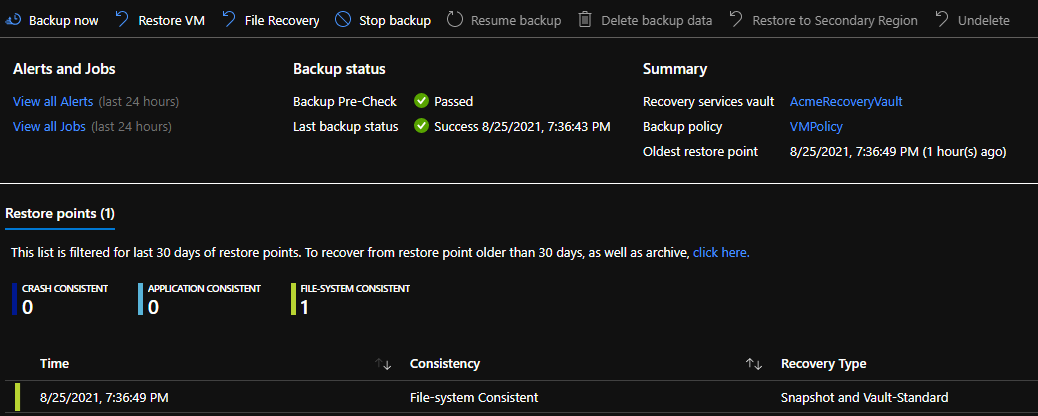 Backup now Restore VM File Recovery Stop backup Resume backup Delete backup data Restore to Secondary Region Undelete
Alerts and Jobs Backup status Summary
View all Alerts (last 24 hours) Backup Pre-Check Passed Recovery services vault AcmeRecoveryVault
View all Jobs (last 24 hours) Last backup status Success 8/25/2021, 7:36:43 PM Backup policy VMPolicy
Oldest restore point 8/25/2021, 7:36:49 PM (1 hour(s) ago)
Restore points (1)
This list is filtered for last 30 days of restore points. To recover from restore point older than 30 days, as well as archive, click here.
CRASH CONSISTENT APPLICATION CONSISTENT FILE-SYSTEM CONSISTENT
0 0 1
Time Consistency Recovery Type
8/25/2021, 7:36:49 PM File-system Consistent Snapshot and Vault-Standard